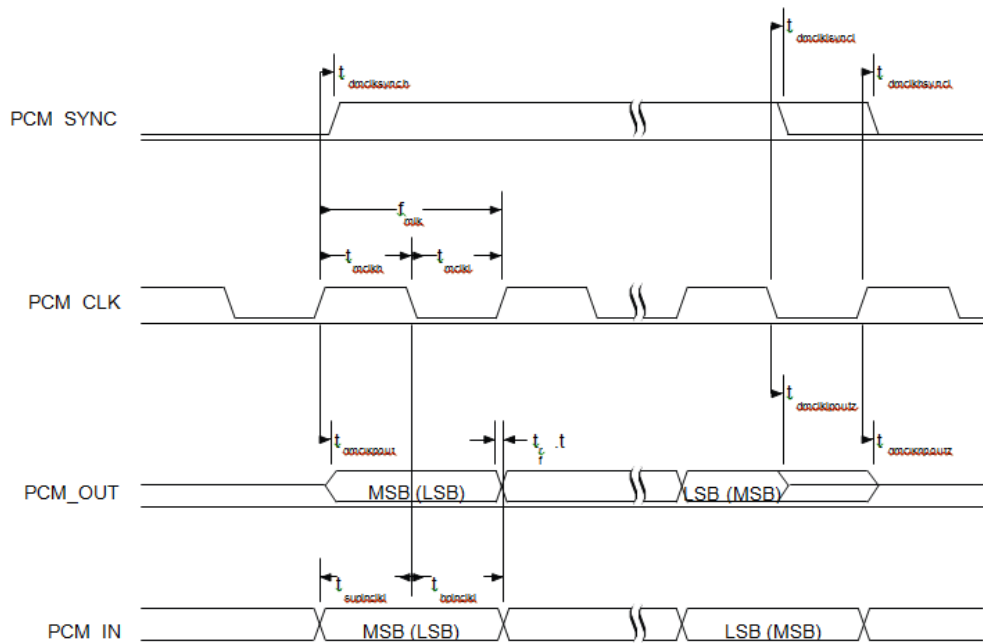 t dmclklsyncl
t dmclksynch
t dmclkhsyncl
PCM SYNC
f mlk
t mclkh t mclkl
PCM CLK
t dmclklpoutz
t dmclkpout
t r f .t
t dmclkhpoutz
PCM_OUT
MSB (LSB)
LSB (MSB)
t supinclkl t hpinclkl
PCM IN
MSB (LSB)
LSB (MSB)